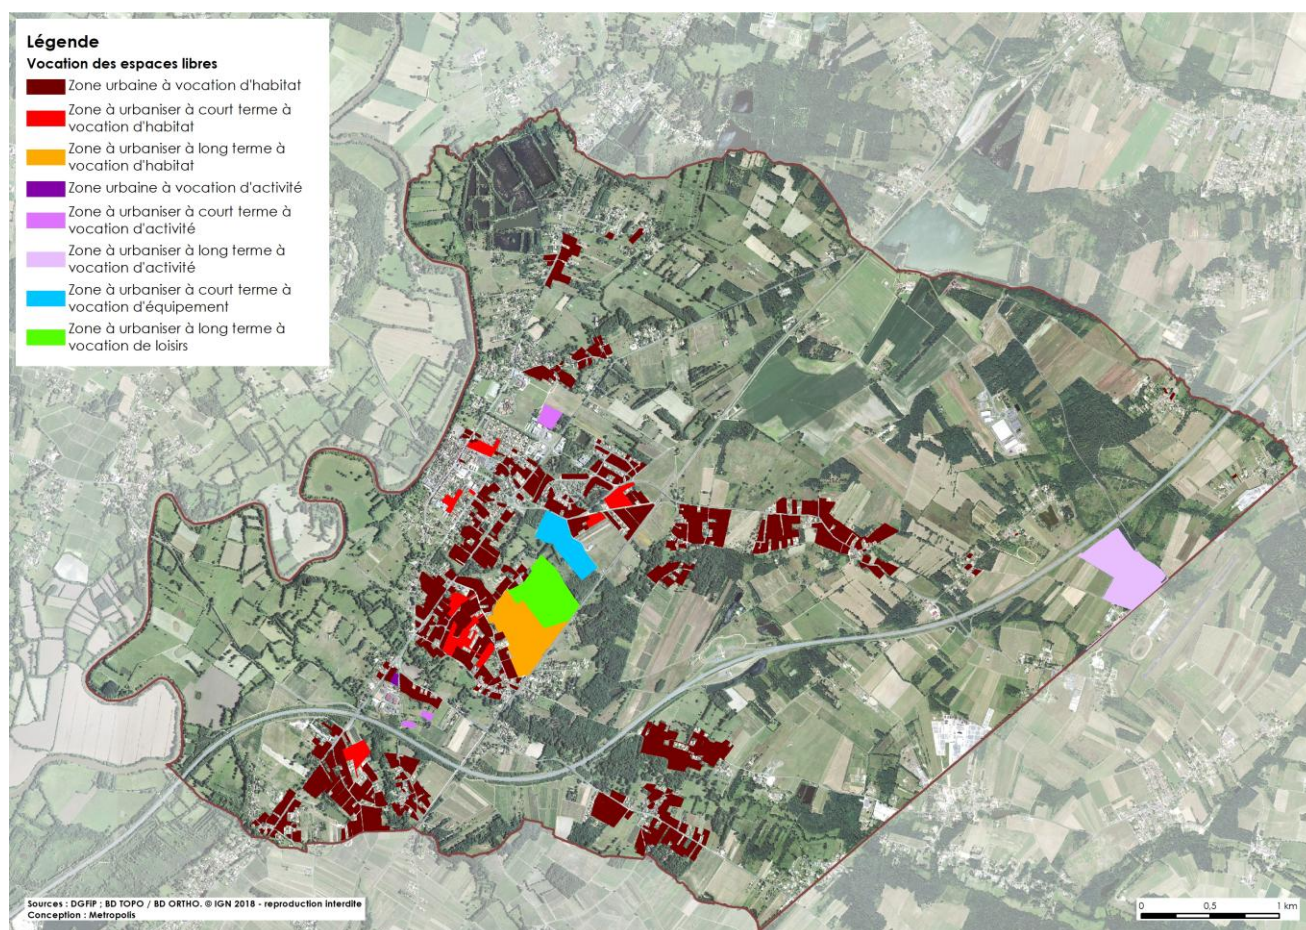 Légende
Vocation des espaces libres
Zone urbaine à vocation d'habitat
Zone à urbaniser à court terme à
vocation d'habitat
Zone à urbaniser à long terme à
vocation d'habitat
Zone urbaine à vocation d'activité
Zone à urbaniser à court terme à
vocation d'activité
Zone à urbaniser à long terme à
vocation d'activité
Zone à urbaniser à court terme à
vocation d'équipement
Zone à urbaniser à long terme à
vocation de loisirs
Sources : DGFiP ; BD TOPO / BD ORTHO. © IGN 2018 - reproduction interdite
Conception : Metropolis
0 0,5 1 km